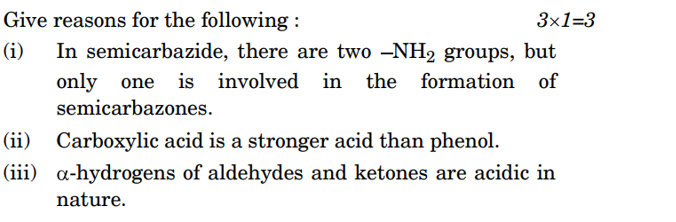 Give reasons for the following : 3×1=3
(i) In semicarbazide, there are two –NH₂ groups, but
only one is involved in the formation of
semicarbazones.
(ii) Carboxylic acid is a stronger acid than phenol.
(iii) α-hydrogens of aldehydes and ketones are acidic in
nature.